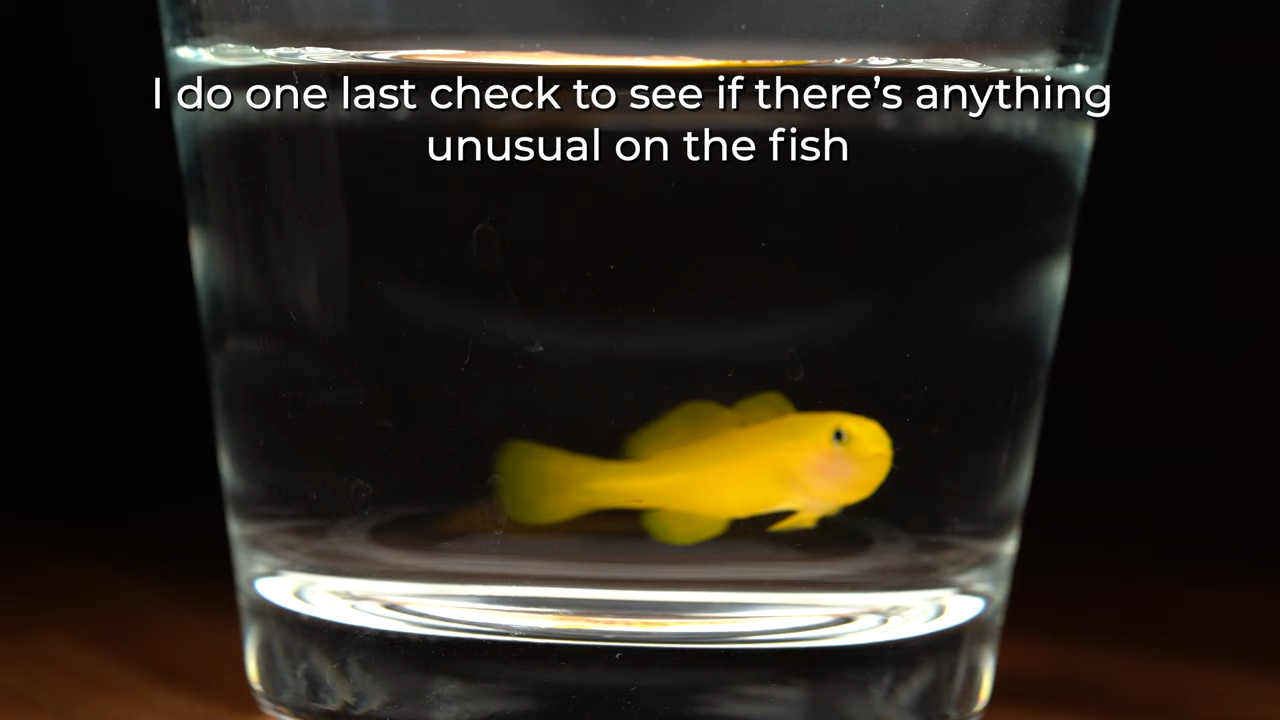 I do one last check to see if there’s anything
unusual on the fish